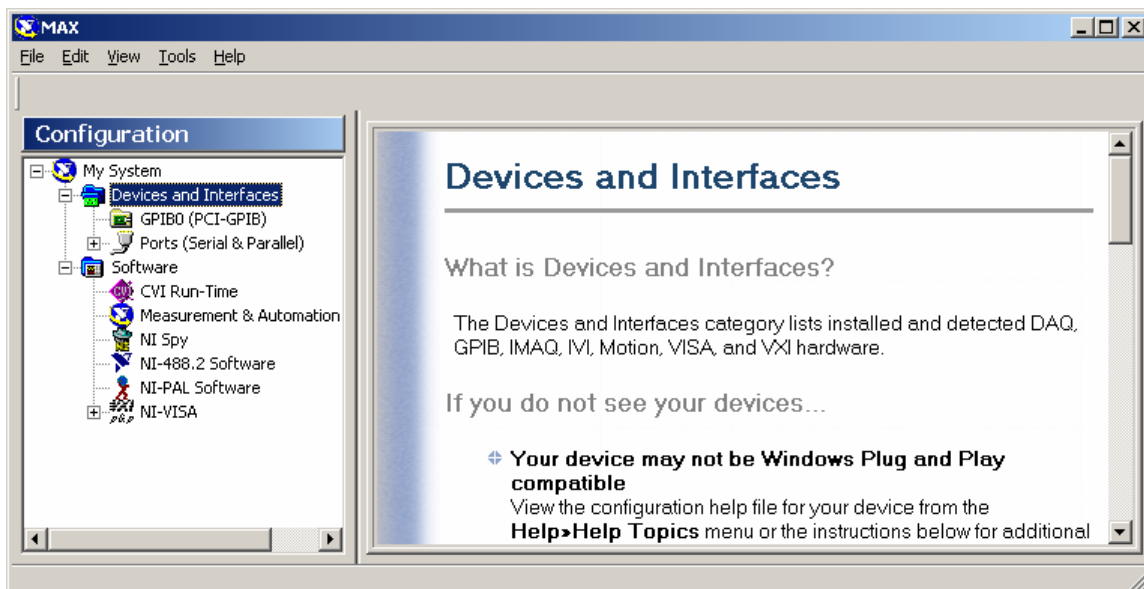 MAX
File Edit View Tools Help
Configuration
My System
Devices and Interfaces
GPIB0 (PCI-GPIB)
Ports (Serial & Parallel)
Software
CVI Run-Time
Measurement & Automation
NI Spy
NI-488.2 Software
NI-PAL Software
NI-VISA
Devices and Interfaces
What is Devices and Interfaces?
The Devices and Interfaces category lists installed and detected DAQ,
GPIB, IMAQ, IVI, Motion, VISA, and VXI hardware.
If you do not see your devices...
Your device may not be Windows Plug and Play
compatible
View the configuration help file for your device from the
Help»Help Topics menu or the instructions below for additional